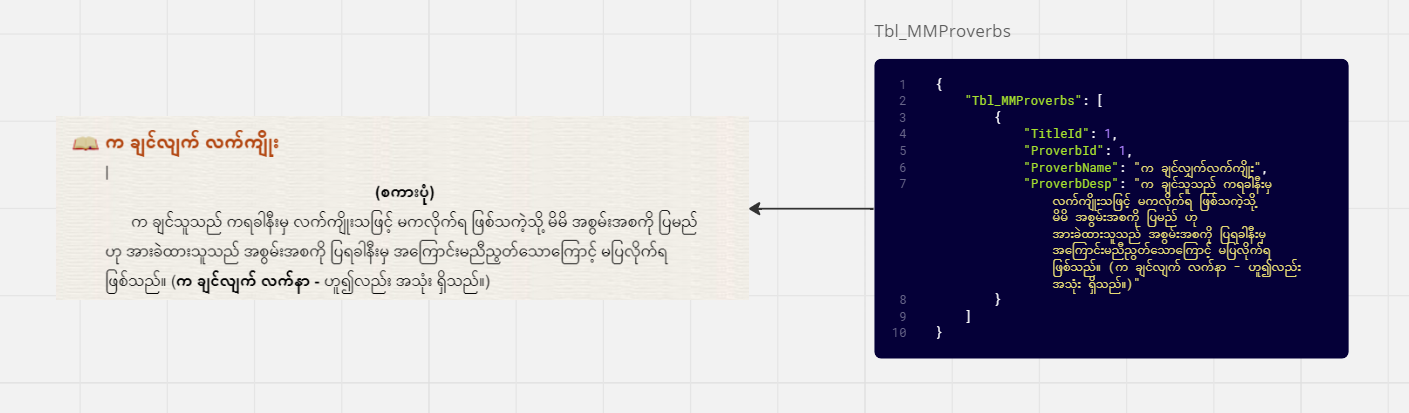 Tbl_MMProverbs
က ချင်လျက် လက်ကျိုး
(စကားပုံ)
က ချင်သူသည် ကရခါနီးမှ လက်ကျိုးသဖြင့် မကလိုက်ရ ဖြစ်သကဲ့သို့ မိမိ အစွမ်းအစကို ပြမည်
ဟု အားခဲထားသူသည် အစွမ်းအစကို ပြရခါနီးမှ အကြောင်းမညီညွတ်သောကြောင့် မပြလိုက်ရ
ဖြစ်သည်။ (က ချင်လျက် လက်နာ - ဟူ၍လည်း အသုံး ရှိသည်။)
1 {
2 "Tbl_MMProverbs": [
3 {
4 "TitleId": 1,
5 "ProverbId": 1,
6 "ProverbName": "က ချင်လျှက်လက်ကျိုး",
7 "ProverbDesp": "က ချင်သူသည် ကရခါနီးမှ
လက်ကျိုးသဖြင့် မကလိုက်ရ ဖြစ်သကဲ့သို့
မိမိ အစွမ်းအစကို ပြမည် ဟု
အားခဲထားသူသည် အစွမ်းအစကို ပြရခါနီးမှ
အကြောင်းမညီညွတ်သောကြောင့် မပြလိုက်ရ
ဖြစ်သည်။ (က ချင်လျက် လက်နာ - ဟူ၍လည်း
အသုံး ရှိသည်။)"
8 }
9 ]
10 }